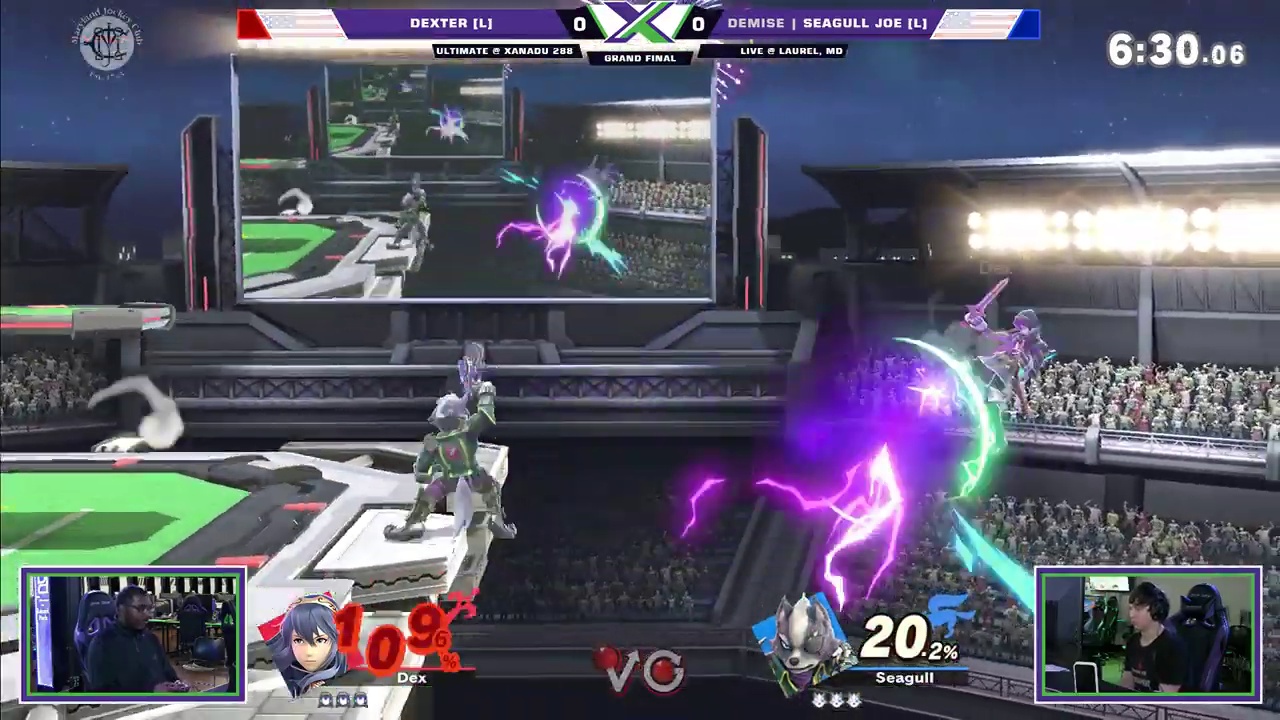 DEXTER [L]
0
0
DEMISE | SEAGULL JOE [L]
ULTIMATE @ XANADU 288
LIVE @ LAUREL, MD
GRAND FINAL
6:30.06
109.6%
Dex
20.2%
Seagull